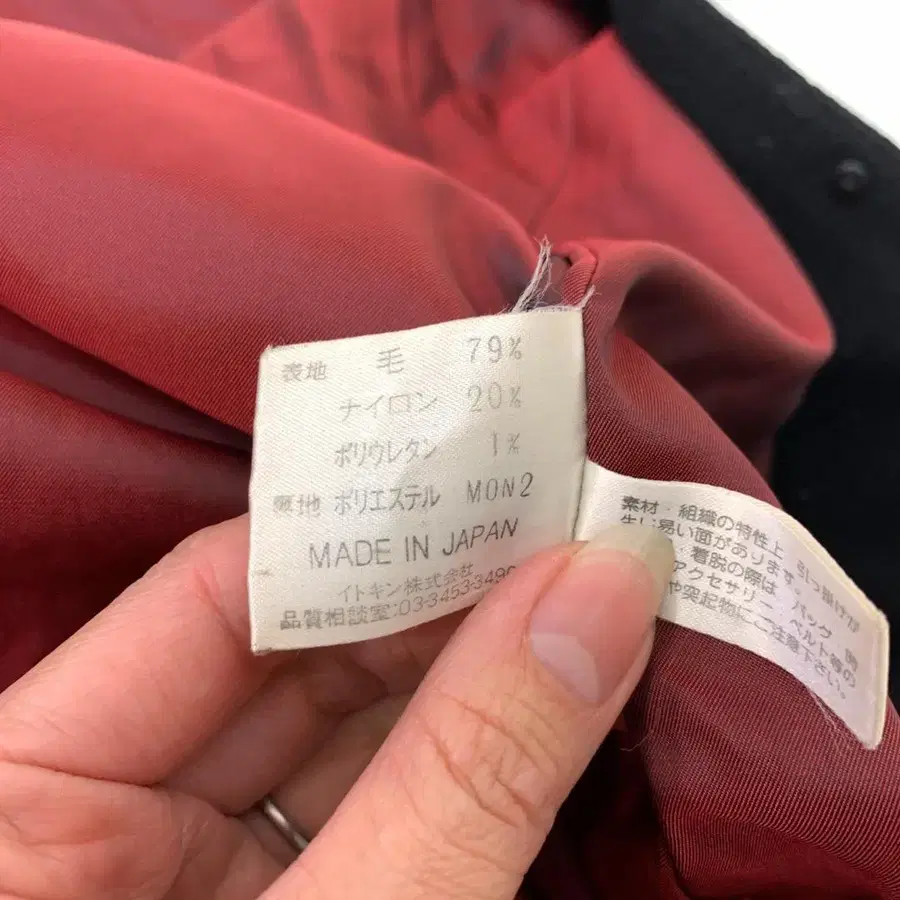 表地 毛 79%
ナイロン 20%
ポリウレタン 1%
裏地 ポリエステル MON2
MADE IN JAPAN
イトキン株式会社
品質相談室:03-3453-3490
素材・組織の特性上 引っ掛けが
生じ易い面があります。
着脱の際は バッグ 時
アクセサリー ベルト等の
や突起物にご注意下さい。